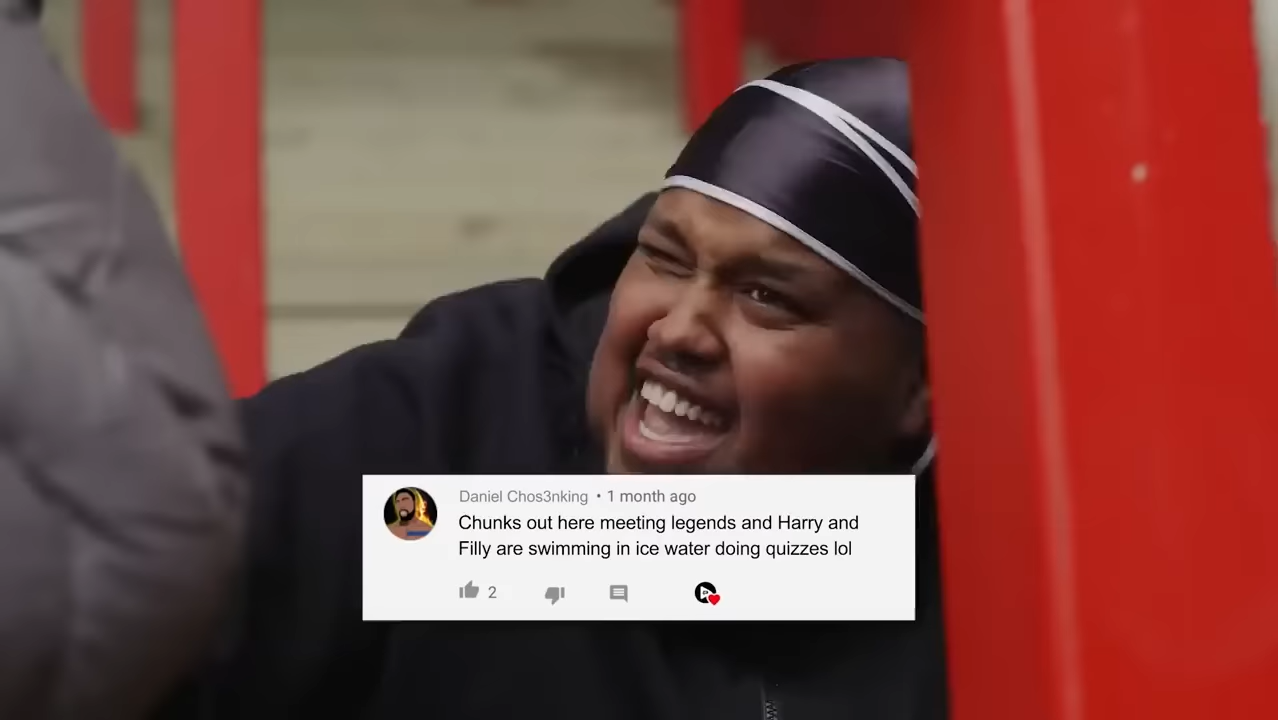 Daniel Chos3nking • 1 month ago
Chunks out here meeting legends and Harry and
Filly are swimming in ice water doing quizzes lol
2